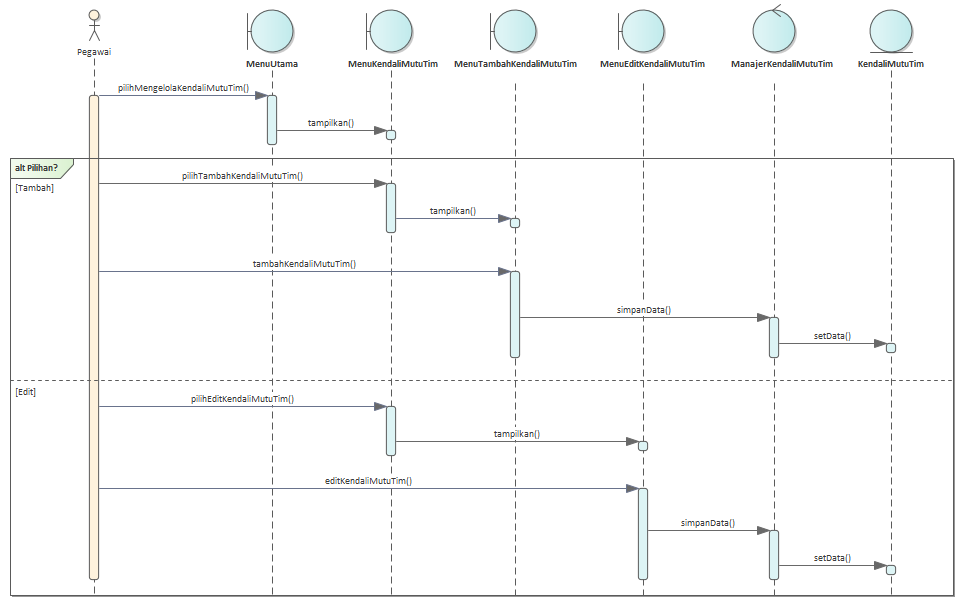 Pegawai
MenuUtama
MenuKendaliMutuTim
MenuTambahKendaliMutuTim
MenuEditKendaliMutuTim
ManajerKendaliMutuTim
KendaliMutuTim
pilihMengelolaKendaliMutuTim()
tampilkan()
alt Pilihan?
[Tambah]
pilihTambahKendaliMutuTim()
tampilkan()
tambahKendaliMutuTim()
simpanData()
setData()
[Edit]
pilihEditKendaliMutuTim()
tampilkan()
editKendaliMutuTim()
simpanData()
setData()